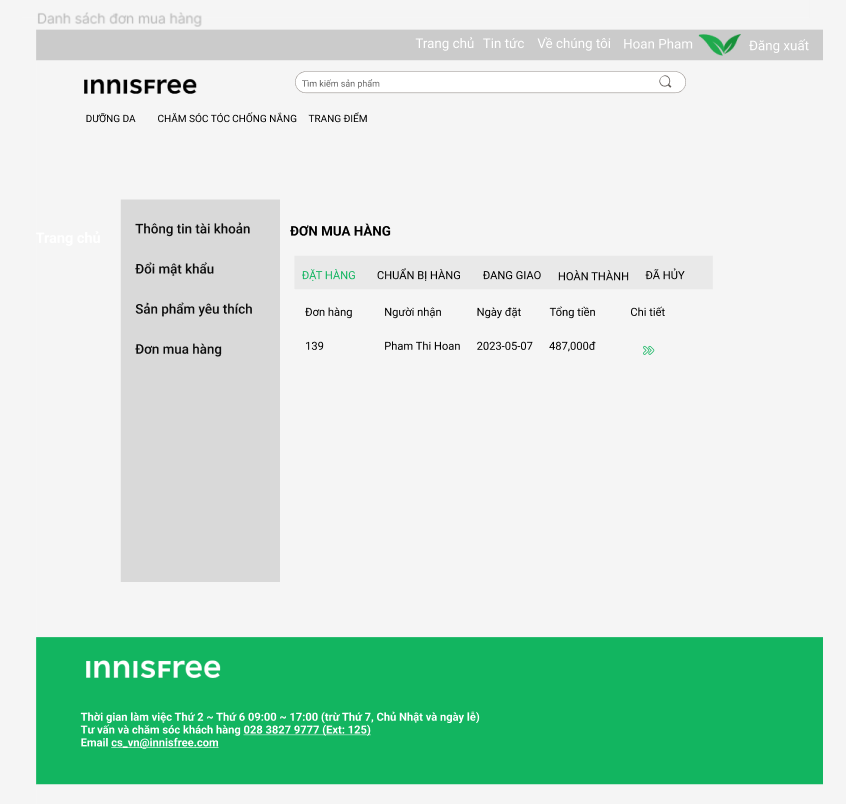 Danh sách đơn mua hàng
Trang chủ Tin tức Về chúng tôi Hoan Pham Đăng xuất
ınnısFree
Tìm kiếm sản phẩm
DƯỠNG DA CHĂM SÓC TÓC CHỐNG NẮNG TRANG ĐIỂM
Trang chủ
Thông tin tài khoản
Đổi mật khẩu
Sản phẩm yêu thích
Đơn mua hàng
ĐƠN MUA HÀNG
ĐẶT HÀNG CHUẨN BỊ HÀNG ĐANG GIAO HOÀN THÀNH ĐÃ HỦY
Đơn hàng Người nhận Ngày đặt Tổng tiền Chi tiết
139 Pham Thi Hoan 2023-05-07 487,000đ
ınnısFree
Thời gian làm việc Thứ 2 ~ Thứ 6 09:00 ~ 17:00 (trừ Thứ 7, Chủ Nhật và ngày lễ)
Tư vấn và chăm sóc khách hàng 028 3827 9777 (Ext: 125)
Email cs_vn@innisfree.com